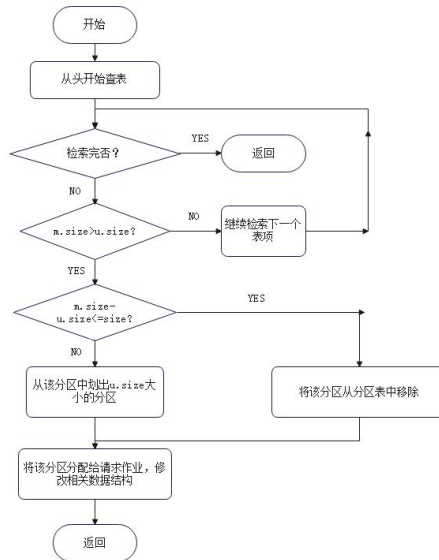 开始
从头开始查表
YES
检索完否？
返回
NO
NO
m.size>u.size?
继续检索下一个
表项
YES
m.size-
u.size<=size?
YES
NO
从该分区中划出u.size大
小的分区
将该分区从分区表中移除
将该分区分配给请求作业，修
改相关数据结构
返回